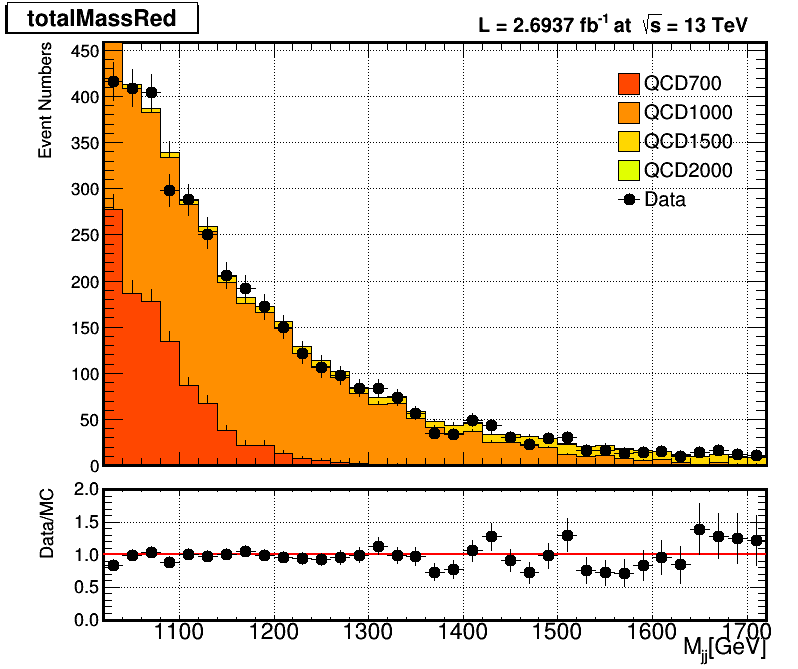 totalMassRed
L = 2.6937 fb⁻¹ at √s = 13 TeV
Event Numbers
450
400
350
300
250
200
150
100
50
0
QCD700
QCD1000
QCD1500
QCD2000
Data
Data/MC
2.0
1.5
1.0
0.5
0.0
1100 1200 1300 1400 1500 1600 1700
M_jj[GeV]